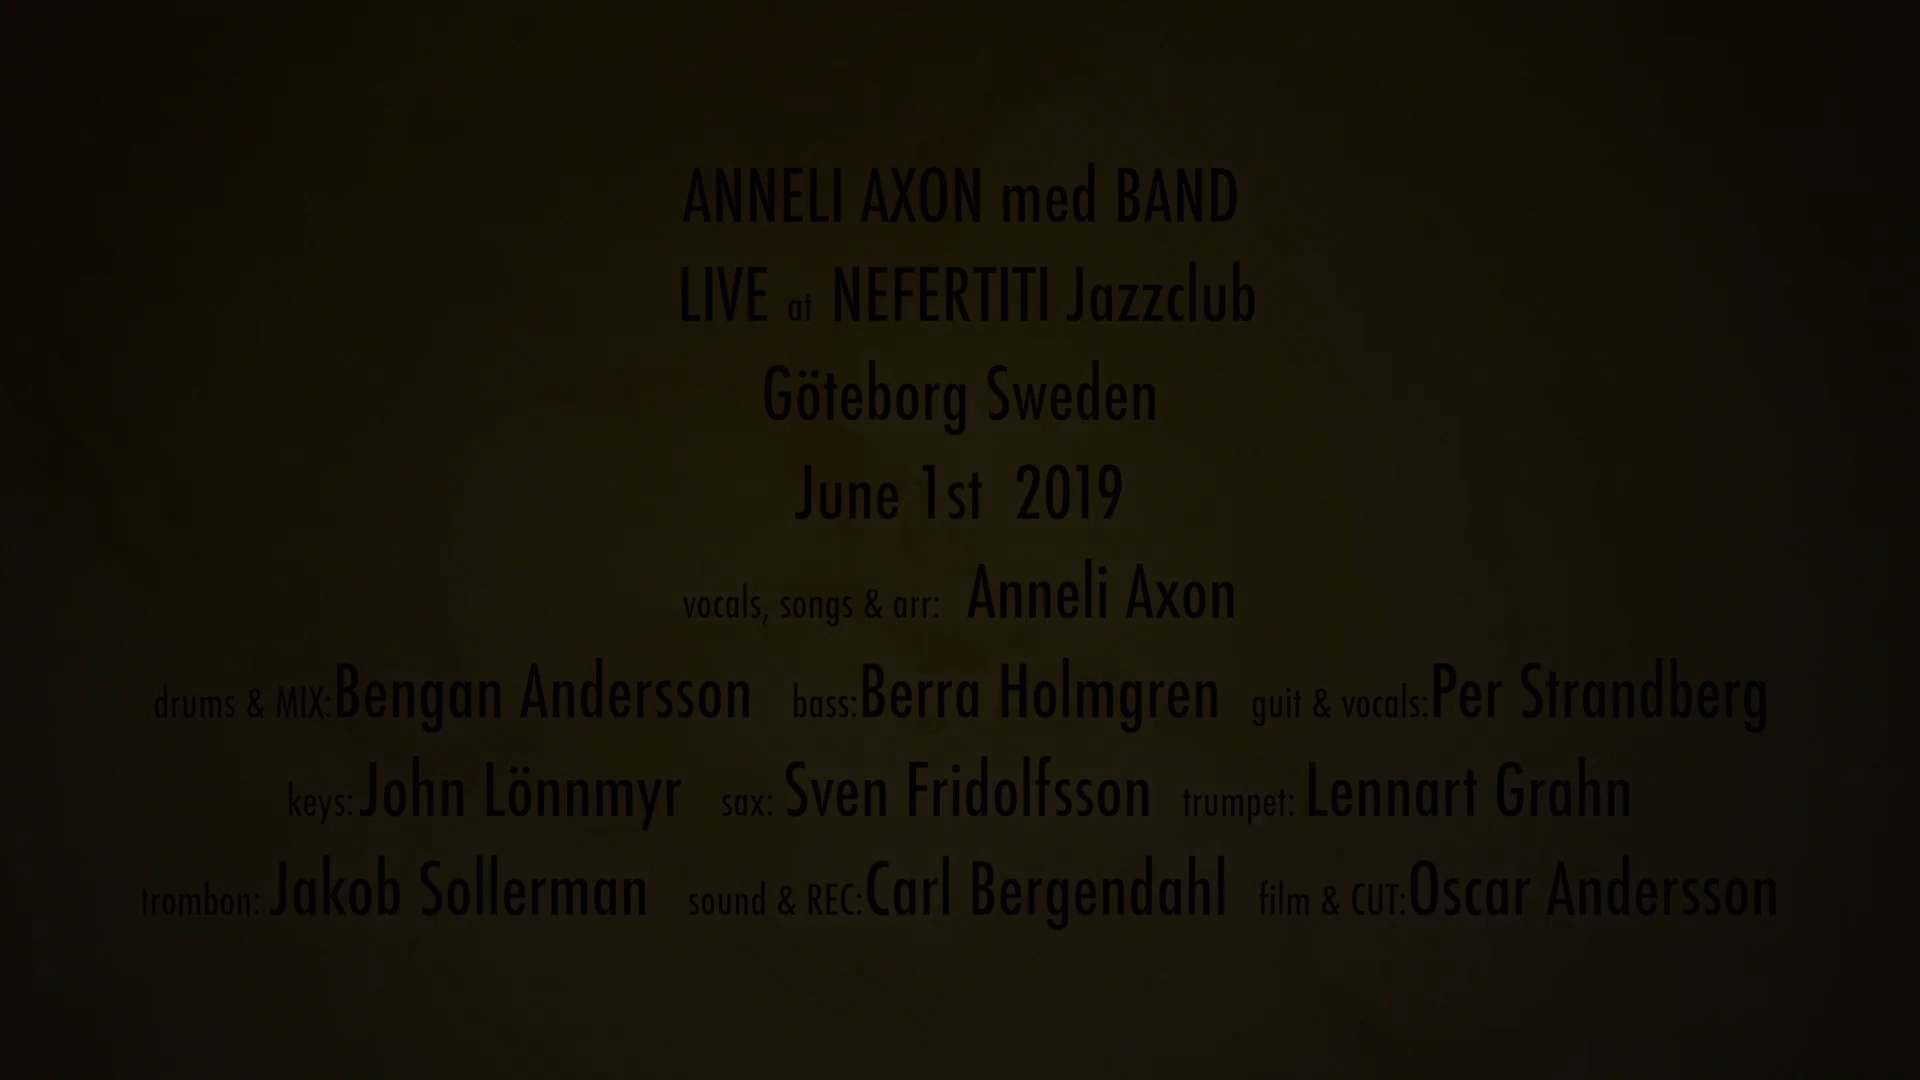 ANNELI AXON med BAND
LIVE at NEFERTITI Jazzclub
Göteborg Sweden
June 1st 2019
vocals, songs & arr: Anneli Axon
drums & MIX: Bengan Andersson bass: Berra Holmgren guit & vocals: Per Strandberg
keys: John Lönnmyr sax: Sven Fridolfsson trumpet: Lennart Grahn
trombon: Jakob Sollerman sound & REC: Carl Bergendahl film & CUT: Oscar Andersson